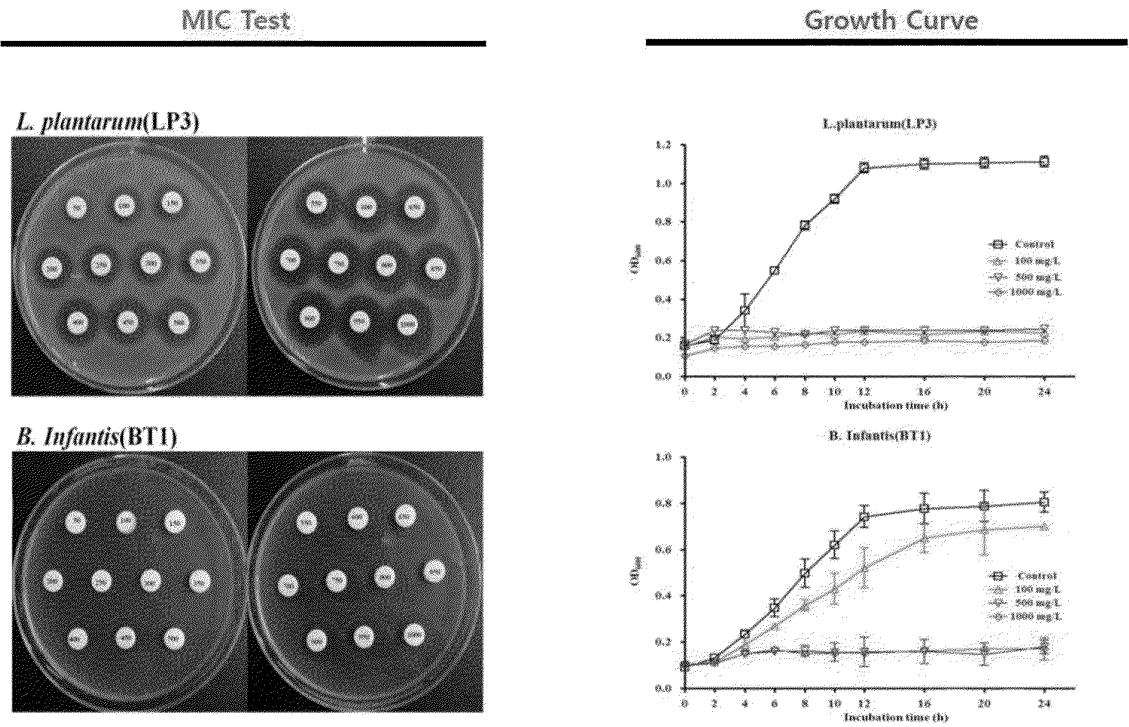 MIC Test
Growth Curve
L. plantarum(LP3)
50 100 150
200 250 300 350
400 450 500
550 600 650
700 750 800 850
900 950 1000
L.plantarum(LP3)
1.2
1.0
0.8
0.6
0.4
0.2
0.0
OD600
Control
100 mg/L
500 mg/L
1000 mg/L
0 2 4 6 8 10 12 16 20 24
Incubation time (h)
B. Infantis(BT1)
50 100 150
200 250 300 350
400 450 500
550 600 650
700 750 800 850
900 950 1000
B. Infantis(BT1)
1.0
0.8
0.6
0.4
0.2
0.0
OD600
Control
100 mg/L
500 mg/L
1000 mg/L
0 2 4 6 8 10 12 16 20 24
Incubation time (h)